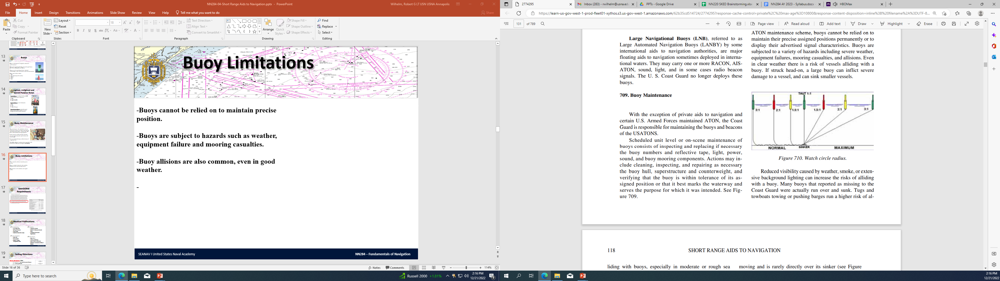 NN284-04-Short Range Aids to Navigation.pptx - PowerPoint
Wilhelm, Robert G LT USN USNA Annapolis
File Home Insert Design Transitions Animations Slide Show Review View Help Tell me what you want to do
Share
Paste
Cut
Copy
Format Painter
Clipboard
New Slide
Layout
Reset
Section
Slides
18
Font
Text Direction
Align Text
Convert to SmartArt
Paragraph
Arrange
Quick Styles
Shape Fill
Shape Outline
Shape Effects
Drawing
Find
Replace
Select
Editing
13
Buoys
14
Lighted, Unlighted and
Special Purpose Buoys
15
Buoy Maintenance
16
Buoy Limitations
17
NAVDORM
Requirements
18
Nautical Publications
19
Sailing Directions
Buoy Limitations
-Buoys cannot be relied on to maintain precise
position.
-Buoys are subject to hazards such as weather,
equipment failure and mooring casualties.
-Buoy allisions are also common, even in good
weather.
-
SEANAV I United States Naval Academy
NN284 – Fundamentals of Navigation
Slide 16 of 36
Notes
Comments
114%
Type here to search
Russell 2000 +1.81%
2:16 PM
12/21/2022
2774295
Inbox (283) - rwilhelm@usna.edu
PPTs - Google Drive
NN220 SKED Brainstorming.xlsx
NN284 AY 2023 - Syllabus.docx
HBOMax
https://learn-us-gov-west-1-prod-fleet01-xythos.s3.us-gov-west-1.amazonaws.com/62b35cd514724/2774295?response-cache-control=private%2C%20max-age%3D10800&response-content-disposition=inline%3B%20filename%2A%3DUTF-8...
131 of 789
Page view
Read aloud
Add text
Draw
Highlight
Erase
Large Navigational Buoys (LNB), referred to as
Large Automated Navigation Buoys (LANBY) by some
international aids to navigation authorities, are major
floating aids to navigation sometimes deployed in interna-
tional waters. They may carry one or more RACON, AIS-
ATON, sound, light, and in some cases radio beacon
signals. The U. S. Coast Guard no longer deploys these
buoys.
709. Buoy Maintenance
With the exception of private aids to navigation and
certain U.S. Armed Forces maintained ATON, the Coast
Guard is responsible for maintaining the buoys and beacons
of the USATONS.
Scheduled unit level or on-scene maintenance of
buoys consists of inspecting and replacing if necessary
the buoy numbers and reflective tape, light, power,
sound, and buoy mooring components. Actions may in-
clude cleaning, inspecting, and repairing as necessary
the buoy hull, superstructure and counterweight, and
verifying that the buoy is within tolerance of its as-
signed position or that it best marks the waterway and
serves the purpose for which it was intended. See Fig-
ure 709.
ATON maintenance scheme, buoys cannot be relied on to
maintain their precise assigned positions permanently or to
display their advertised signal characteristics. Buoys are
subjected to a variety of hazards including severe weather,
equipment failures, mooring casualties, and allisions. Even
in clear weather there is a risk of vessels alliding with a
buoy. If struck head-on, a large buoy can inflict severe
damage to a vessel, and can sink smaller vessels.
TAUT 1:1
3:1 2:1 1.5:1 1.5:1 2:1 3:1
NORMAL SINKER MAXIMUM
Figure 710. Watch circle radius.
Reduced visibility caused by weather, smoke, or exten-
sive background lighting can increase the risks of alliding
with a buoy. Many buoys that reported as missing to the
Coast Guard were actually run over and sunk. Tugs and
towboats towing or pushing barges run a higher risk of al-
118
SHORT RANGE AIDS TO NAVIGATION
liding with buoys, especially in moderate or rough sea
moving and is rarely directly over its sinker (see Figure
2:16 PM
12/21/2022